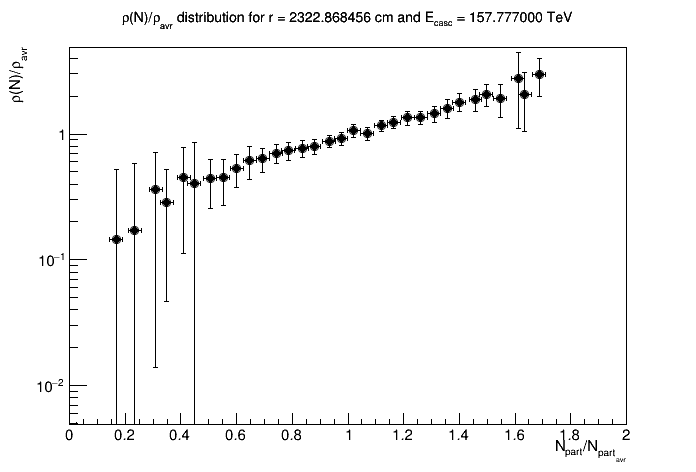 ρ(N)/ρavr distribution for r = 2322.868456 cm and Ecasc = 157.777000 TeV
ρ(N)/ρavr
1
10−1
10−2
0 0.2 0.4 0.6 0.8 1 1.2 1.4 1.6 1.8 2
Npart/Npartavr